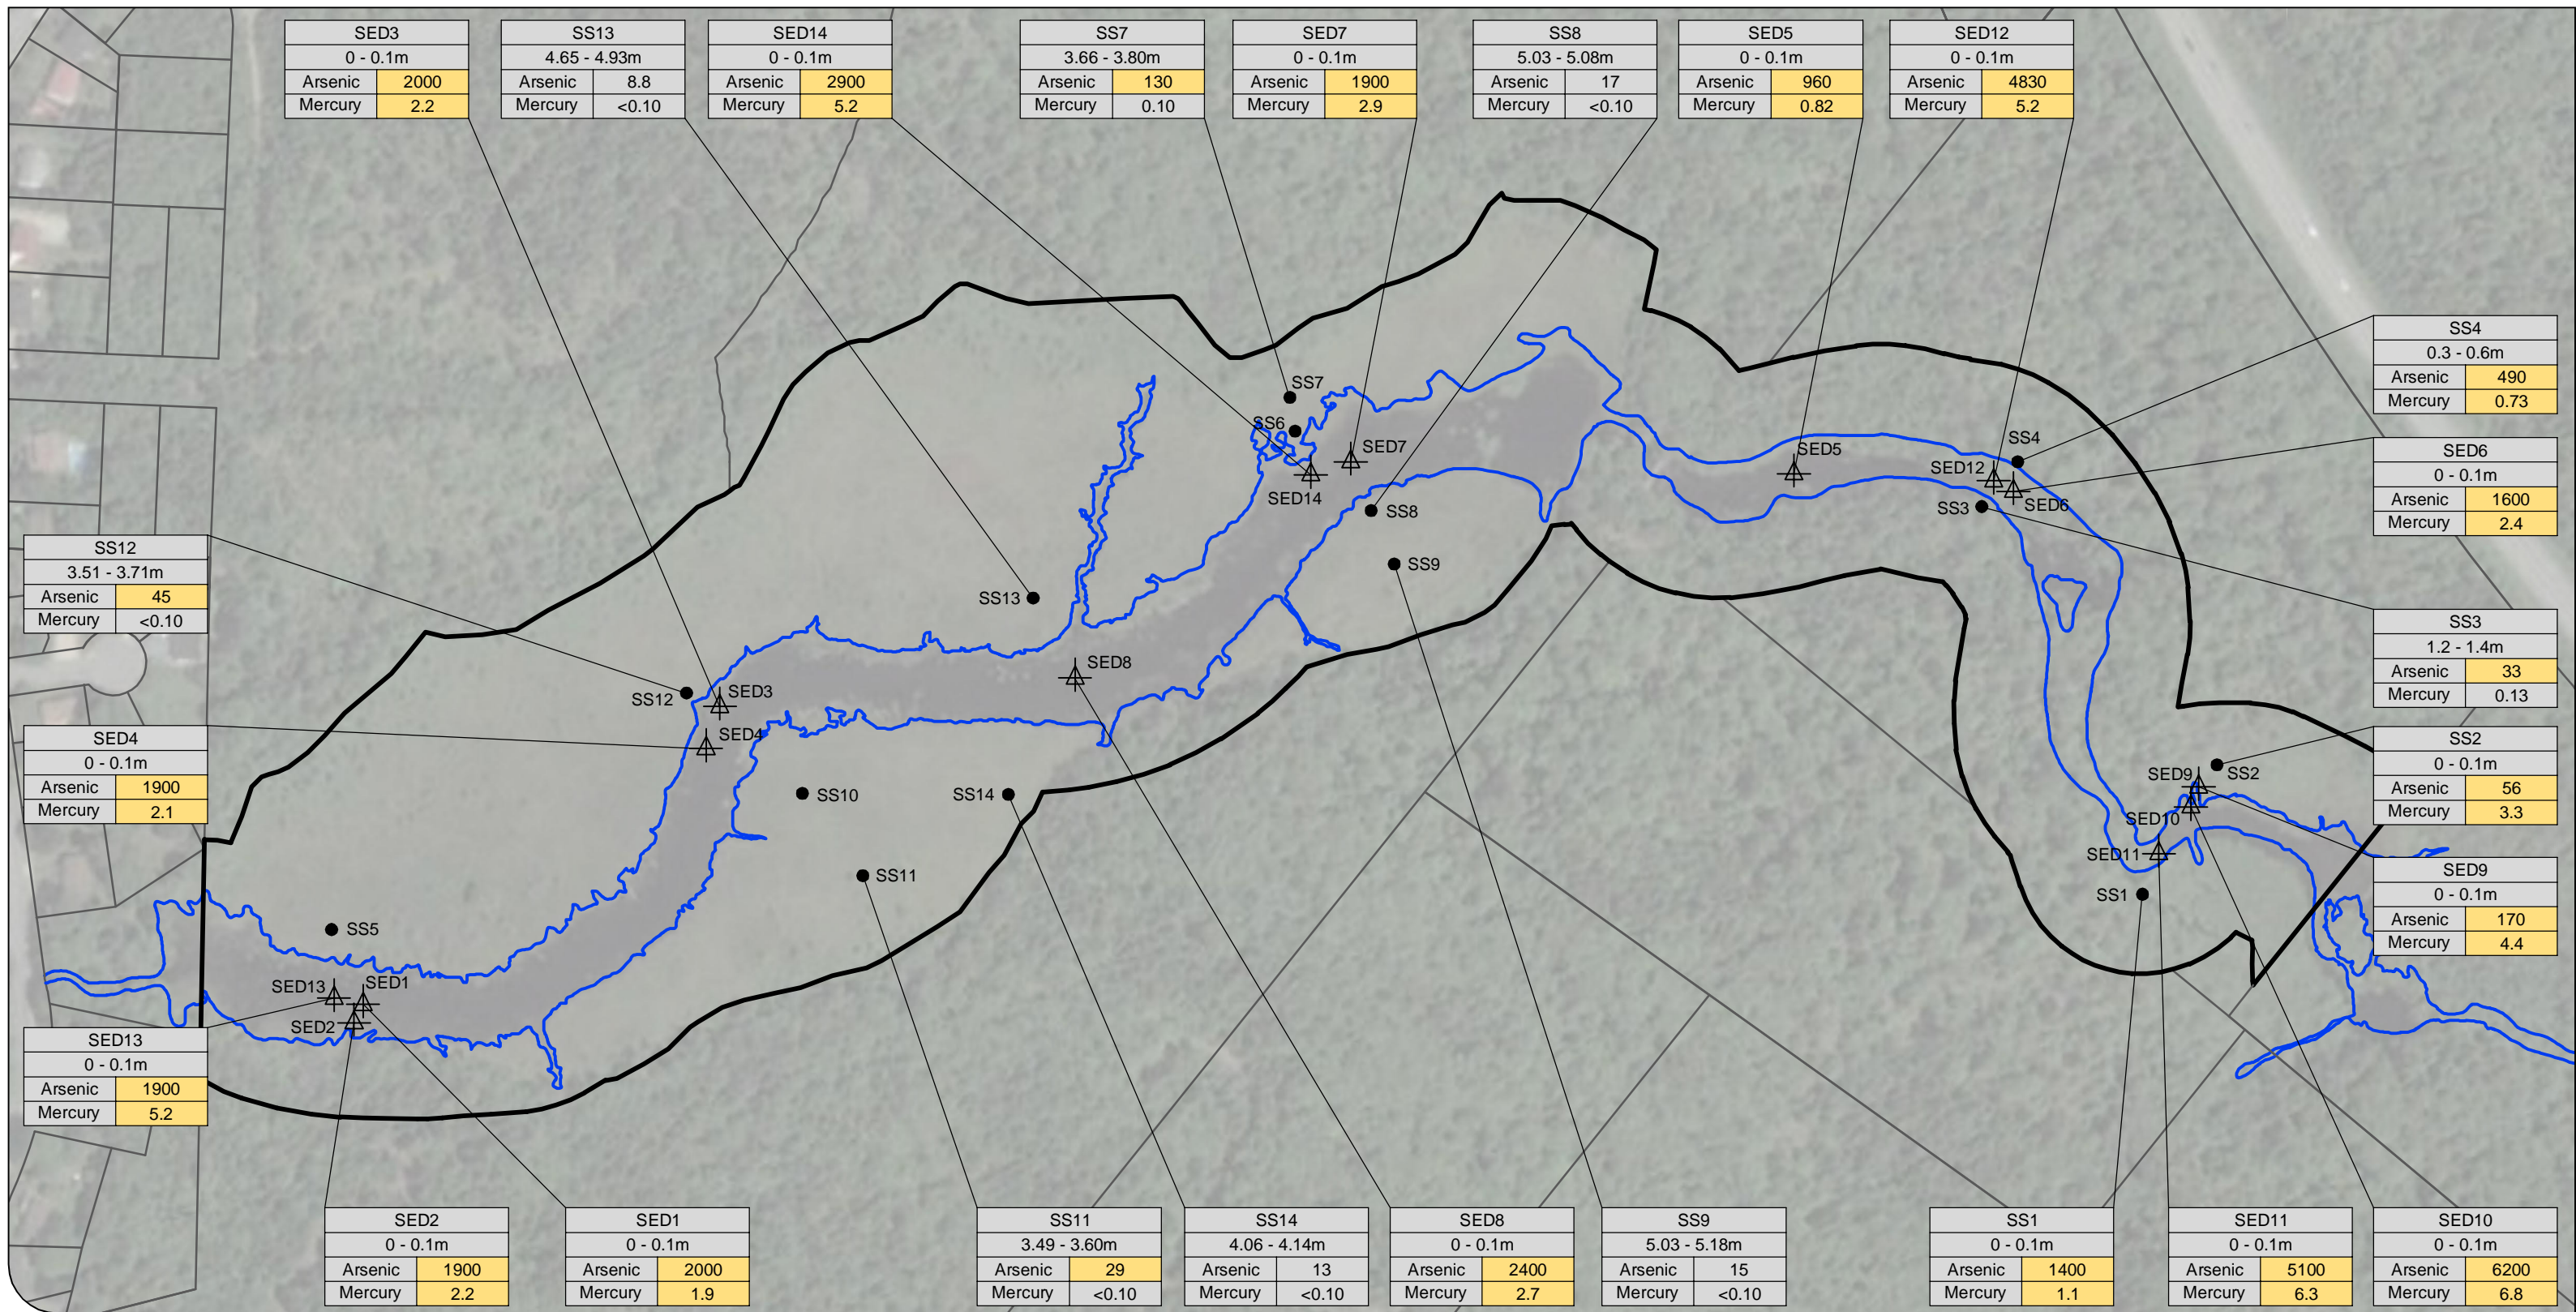 SED3
0 - 0.1m
Arsenic 2000
Mercury 2.2
SS13
4.65 - 4.93m
Arsenic 8.8
Mercury <0.10
SED14
0 - 0.1m
Arsenic 2900
Mercury 5.2
SS7
3.66 - 3.80m
Arsenic 130
Mercury 0.10
SED7
0 - 0.1m
Arsenic 1900
Mercury 2.9
SS8
5.03 - 5.08m
Arsenic 17
Mercury <0.10
SED5
0 - 0.1m
Arsenic 960
Mercury 0.82
SED12
0 - 0.1m
Arsenic 4830
Mercury 5.2
SS4
0.3 - 0.6m
Arsenic 490
Mercury 0.73
SED6
0 - 0.1m
Arsenic 1600
Mercury 2.4
SS3
1.2 - 1.4m
Arsenic 33
Mercury 0.13
SS2
0 - 0.1m
Arsenic 56
Mercury 3.3
SED9
0 - 0.1m
Arsenic 170
Mercury 4.4
SS12
3.51 - 3.71m
Arsenic 45
Mercury <0.10
SED4
0 - 0.1m
Arsenic 1900
Mercury 2.1
SED13
0 - 0.1m
Arsenic 1900
Mercury 5.2
SS7
SS6
SED7
SED14
SS8
SS9
SED5
SED12
SS4
SED6
SS3
SS13
SED8
SS12
SED3
SED4
SS10
SS14
SS11
SED9
SS2
SED10
SED11
SS1
SS5
SED13
SED1
SED2
SED2
0 - 0.1m
Arsenic 1900
Mercury 2.2
SED1
0 - 0.1m
Arsenic 2000
Mercury 1.9
SS11
3.49 - 3.60m
Arsenic 29
Mercury <0.10
SS14
4.06 - 4.14m
Arsenic 13
Mercury <0.10
SED8
0 - 0.1m
Arsenic 2400
Mercury 2.7
SS9
5.03 - 5.18m
Arsenic 15
Mercury <0.10
SS1
0 - 0.1m
Arsenic 1400
Mercury 1.1
SED11
0 - 0.1m
Arsenic 5100
Mercury 6.3
SED10
0 - 0.1m
Arsenic 6200
Mercury 6.8